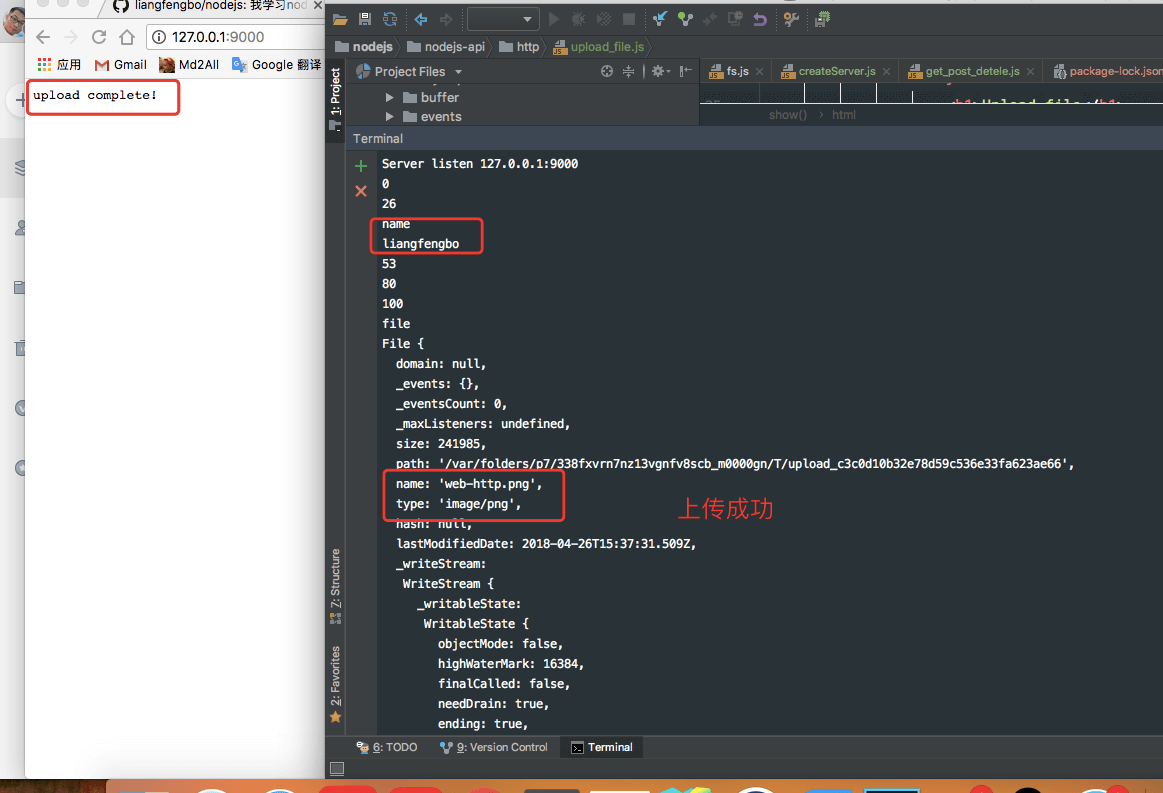 liangfengbo/nodejs: 我学习nod
127.0.0.1:9000
应用 Gmail Md2All Google 翻译
upload complete!
nodejs nodejs-api http upload_file.js
1: Project
Project Files
fs.js createServer.js get_post_detele.js package-lock.json
buffer
events
<h1>Upload file</h1>
show() › html
Terminal
Server listen 127.0.0.1:9000
0
26
name
liangfengbo
53
80
100
file
File {
domain: null,
_events: {},
_eventsCount: 0,
_maxListeners: undefined,
size: 241985,
path: '/var/folders/p7/338fxvrn7nz13vgnfv8scb_m0000gn/T/upload_c3c0d10b32e78d59c536e33fa623ae66',
name: 'web-http.png',
type: 'image/png',
上传成功
hash: null,
lastModifiedDate: 2018-04-26T15:37:31.509Z,
_writeStream:
WriteStream {
_writableState:
WritableState {
objectMode: false,
highWaterMark: 16384,
finalCalled: false,
needDrain: true,
ending: true,
7: Structure
2: Favorites
6: TODO 9: Version Control Terminal